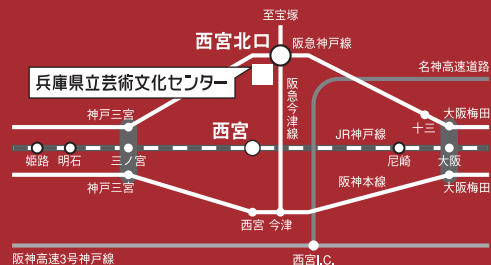 至宝塚
西宮北口
阪急神戸線
名神高速道路
兵庫県立芸術文化センター
阪急今津線
神戸三宮
十三
大阪梅田
西宮
JR神戸線
姫路
明石
三ノ宮
尼崎
大阪
神戸三宮
阪神本線
大阪梅田
西宮
今津
阪神高速3号神戸線
西宮I.C.